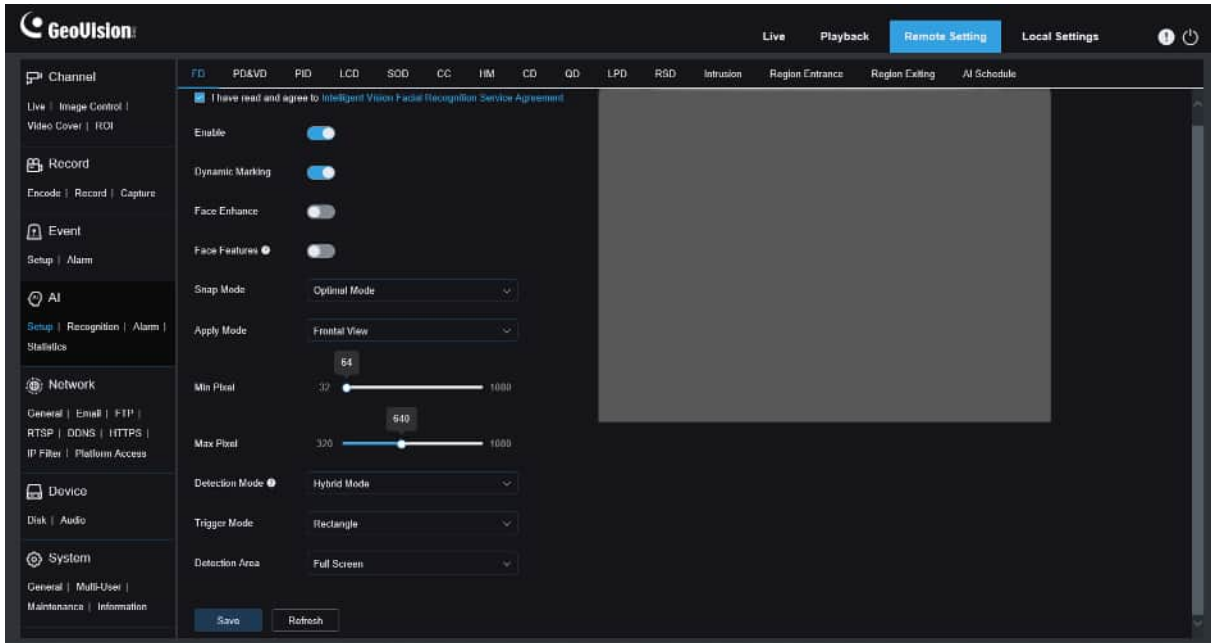 GeoVision
Live Playback Remote Setting Local Settings
Channel
Live | Image Control |
Video Cover | ROI
Record
Encode | Record | Capture
Event
Setup | Alarm
AI
Setup | Recognition | Alarm |
Statistics
Network
General | Email | FTP |
RTSP | DDNS | HTTPS |
IP Filter | Platform Access
Device
Disk | Audio
System
General | Multi-User |
Maintenance | Information
FD PD&VD PID LCD SOD CC HM CD QD LPD RSD Intrusion Region Entrance Region Exiting AI Schedule
I have read and agree to Intelligent Vision Facial Recognition Service Agreement
Enable
Dynamic Marking
Face Enhance
Face Features
Snap Mode Optimal Mode
Apply Mode Frontal View
64
Min Pixel 32 1080
640
Max Pixel 320 1080
Detection Mode Hybrid Mode
Trigger Mode Rectangle
Detection Area Full Screen
Save Refresh